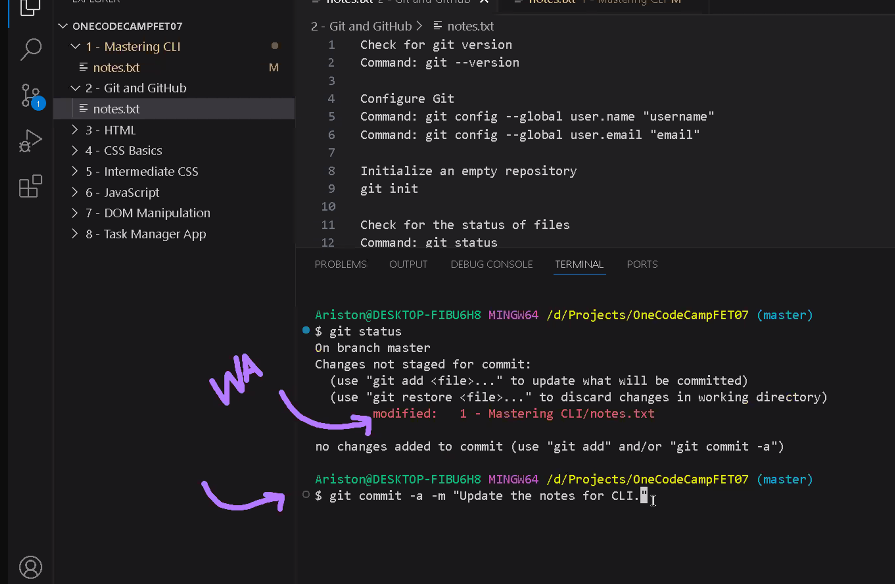 ONECODECAMPFET07
1 - Mastering CLI
notes.txt M
2 - Git and GitHub
notes.txt
3 - HTML
4 - CSS Basics
5 - Intermediate CSS
6 - JavaScript
7 - DOM Manipulation
8 - Task Manager App
1
2 - Git and GitHub > notes.txt
1 Check for git version
2 Command: git --version
3
4 Configure Git
5 Command: git config --global user.name "username"
6 Command: git config --global user.email "email"
7
8 Initialize an empty repository
9 git init
10
11 Check for the status of files
12 Command: git status
PROBLEMS OUTPUT DEBUG CONSOLE TERMINAL PORTS
Ariston@DESKTOP-FIBU6H8 MINGW64 /d/Projects/OneCodeCampFET07 (master)
$ git status
On branch master
Changes not staged for commit:
(use "git add <file>..." to update what will be committed)
(use "git restore <file>..." to discard changes in working directory)
modified: 1 - Mastering CLI/notes.txt
no changes added to commit (use "git add" and/or "git commit -a")
Ariston@DESKTOP-FIBU6H8 MINGW64 /d/Projects/OneCodeCampFET07 (master)
$ git commit -a -m "Update the notes for CLI."
WA